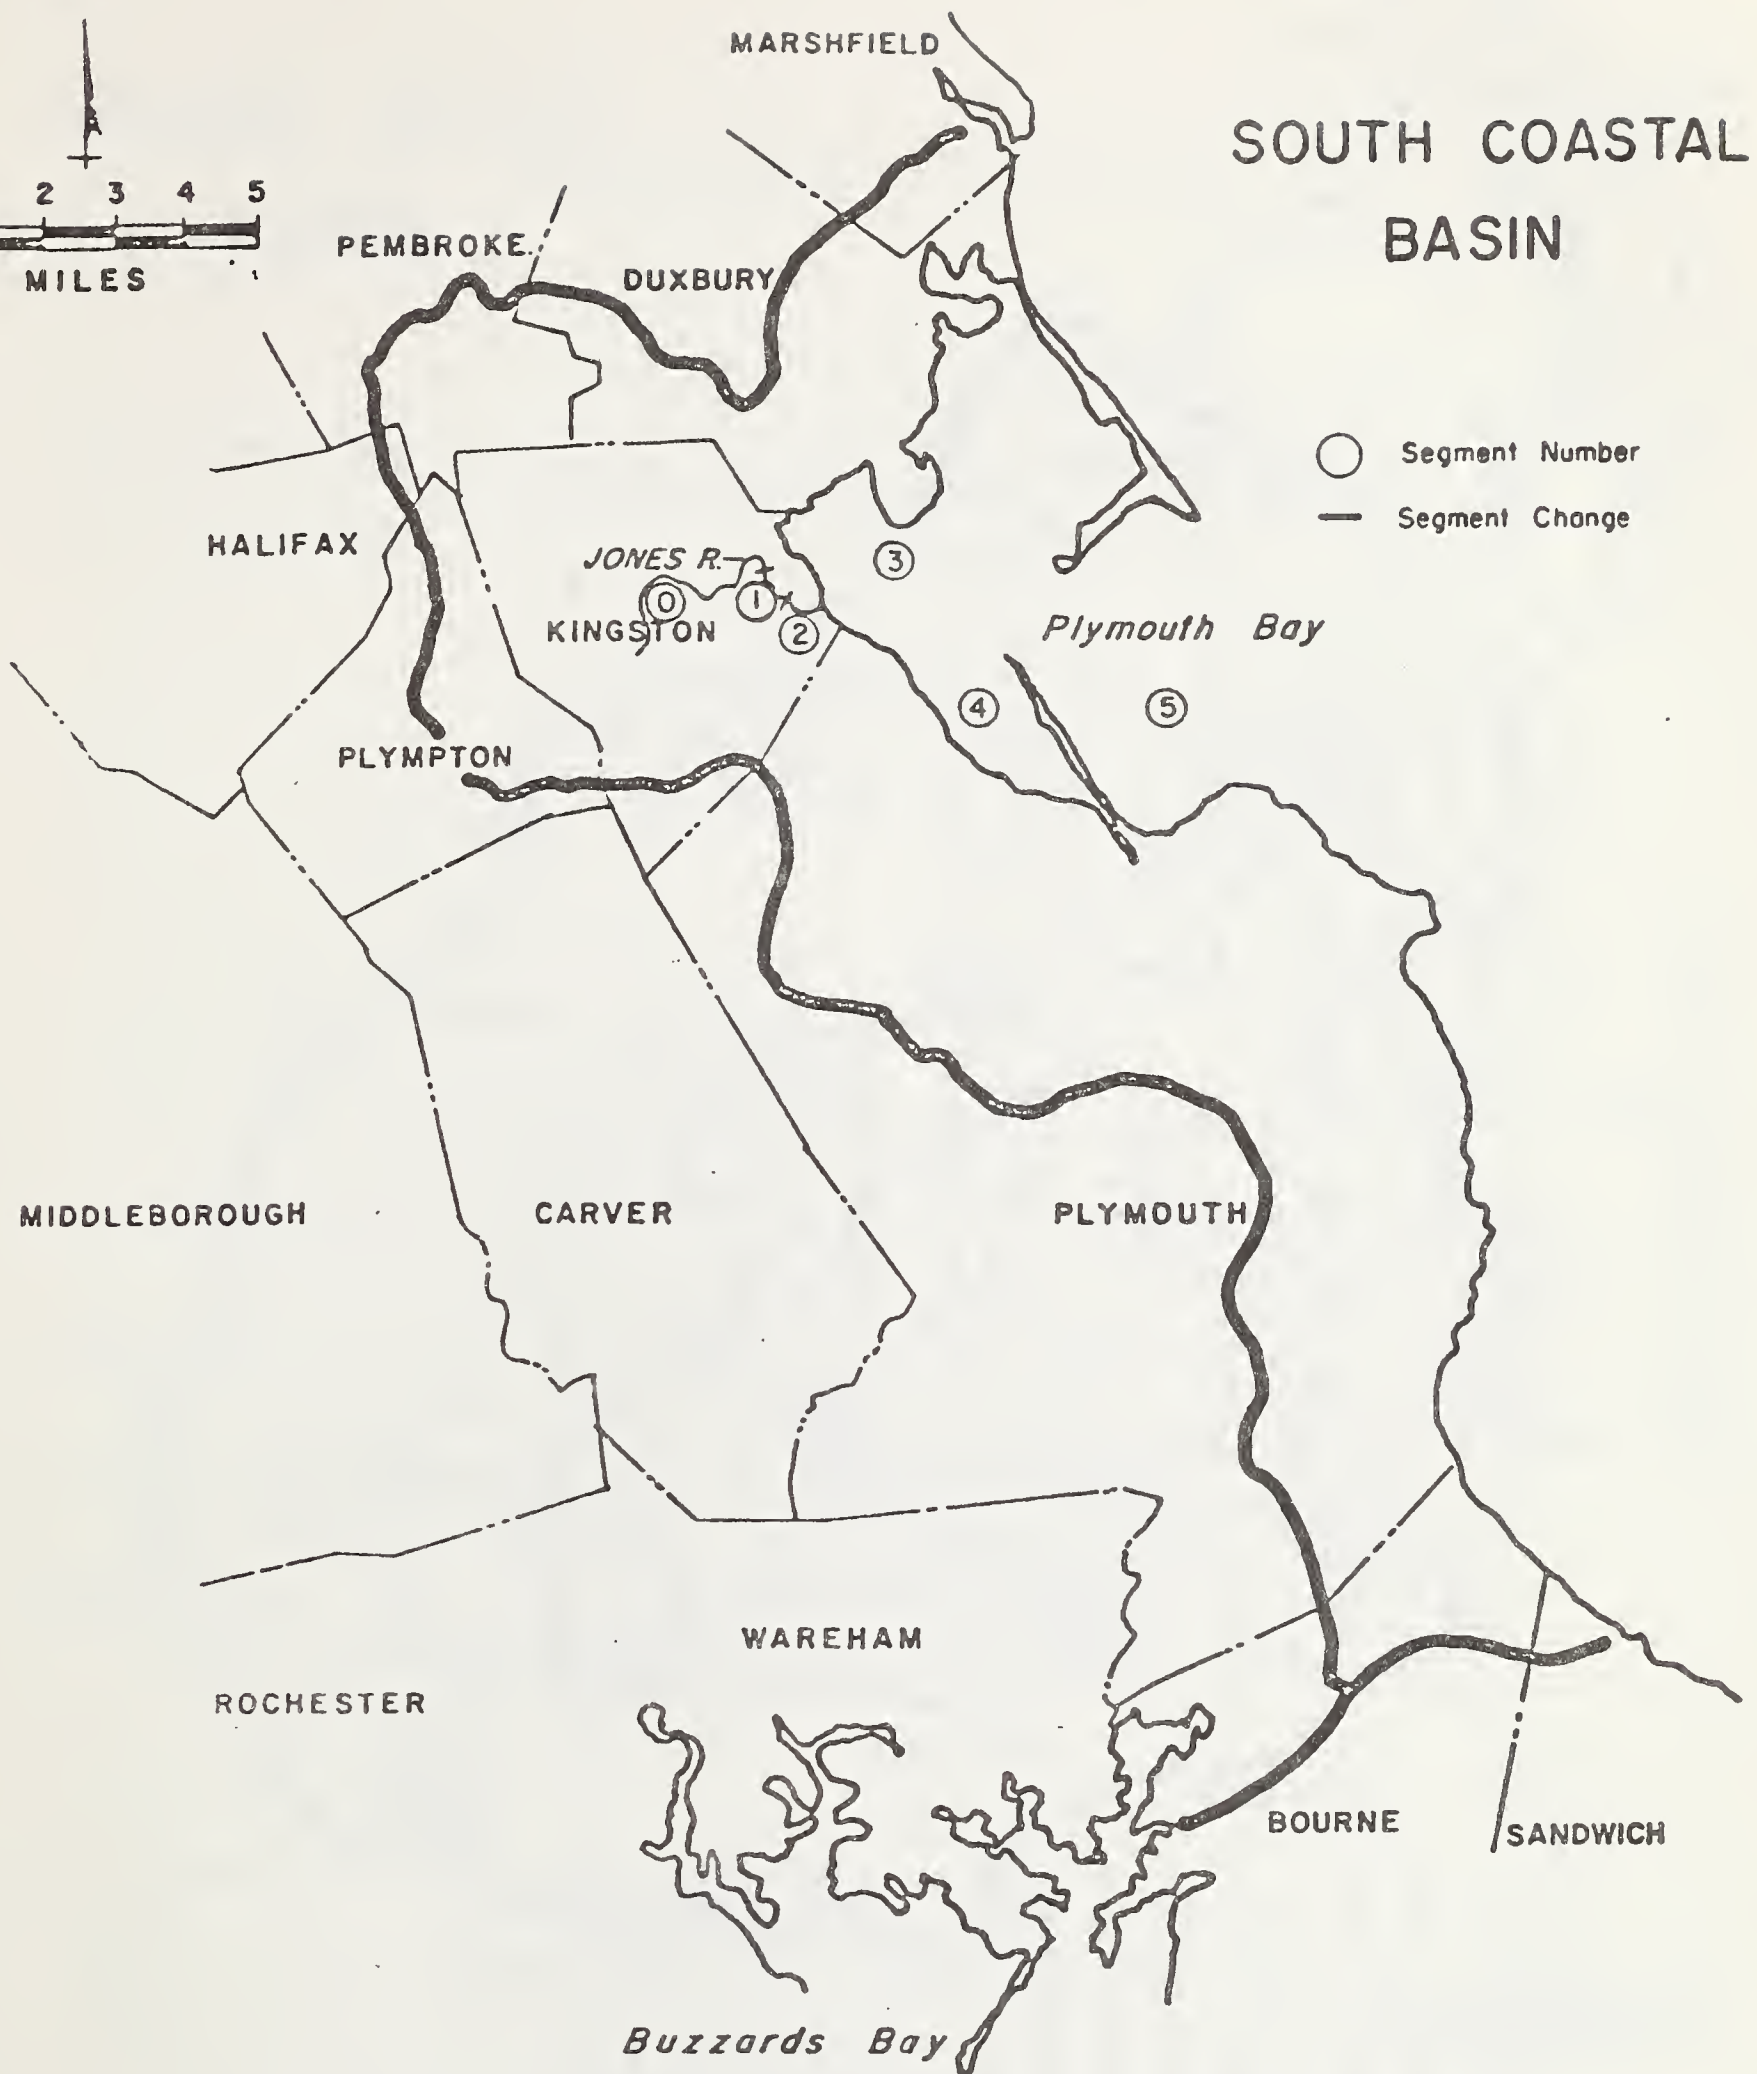 MARSHFIELD
SOUTH COASTAL
BASIN
2 3 4 5
MILES
PEMBROKE
DUXBURY
Segment Number
Segment Change
HALIFAX
JONES R.
3
0
1
KINGSTON
2
Plymouth Bay
4
5
PLYMPTON
MIDDLEBOROUGH
CARVER
PLYMOUTH
WAREHAM
ROCHESTER
BOURNE
SANDWICH
Buzzards Bay